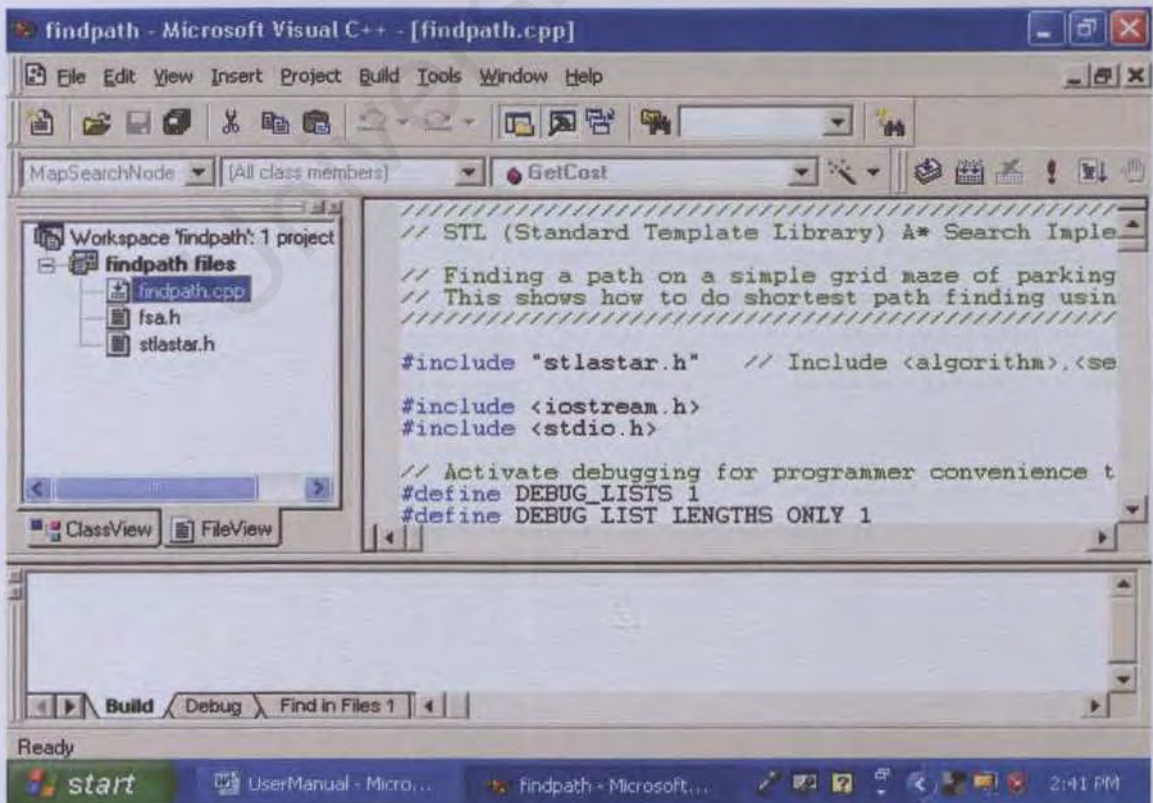 findpath - Microsoft Visual C++ - [findpath.cpp]
File Edit View Insert Project Build Tools Window Help
MapSearchNode [All class members] GetCost
Workspace 'findpath': 1 project
findpath files
findpath.cpp
fsa.h
stlastar.h
ClassView FileView
////////////////////////////////////////////////////
// STL (Standard Template Library) A* Search Imple
// Finding a path on a simple grid maze of parking
// This shows how to do shortest path finding usin
////////////////////////////////////////////////////
#include "stlastar.h" // Include <algorithm>,<se
#include <iostream.h>
#include <stdio.h>
// Activate debugging for programmer convenience t
#define DEBUG_LISTS 1
#define DEBUG_LIST_LENGTHS_ONLY 1
Build Debug Find in Files 1
Ready
start UserManual - Micro... findpath - Microsoft... 2:41 PM